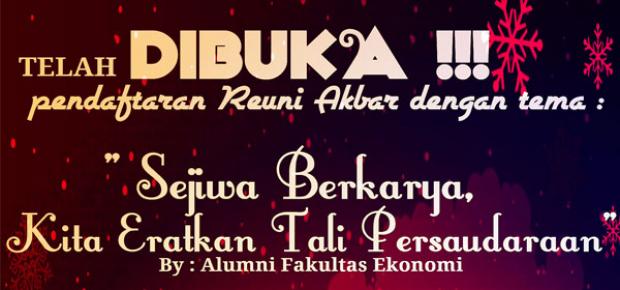 TELAH DIBUKA !!!
pendaftaran Reuni Akbar dengan tema :
" Sejiwa Berkarya,
Kita Eratkan Tali Persaudaraan"
By : Alumni Fakultas Ekonomi